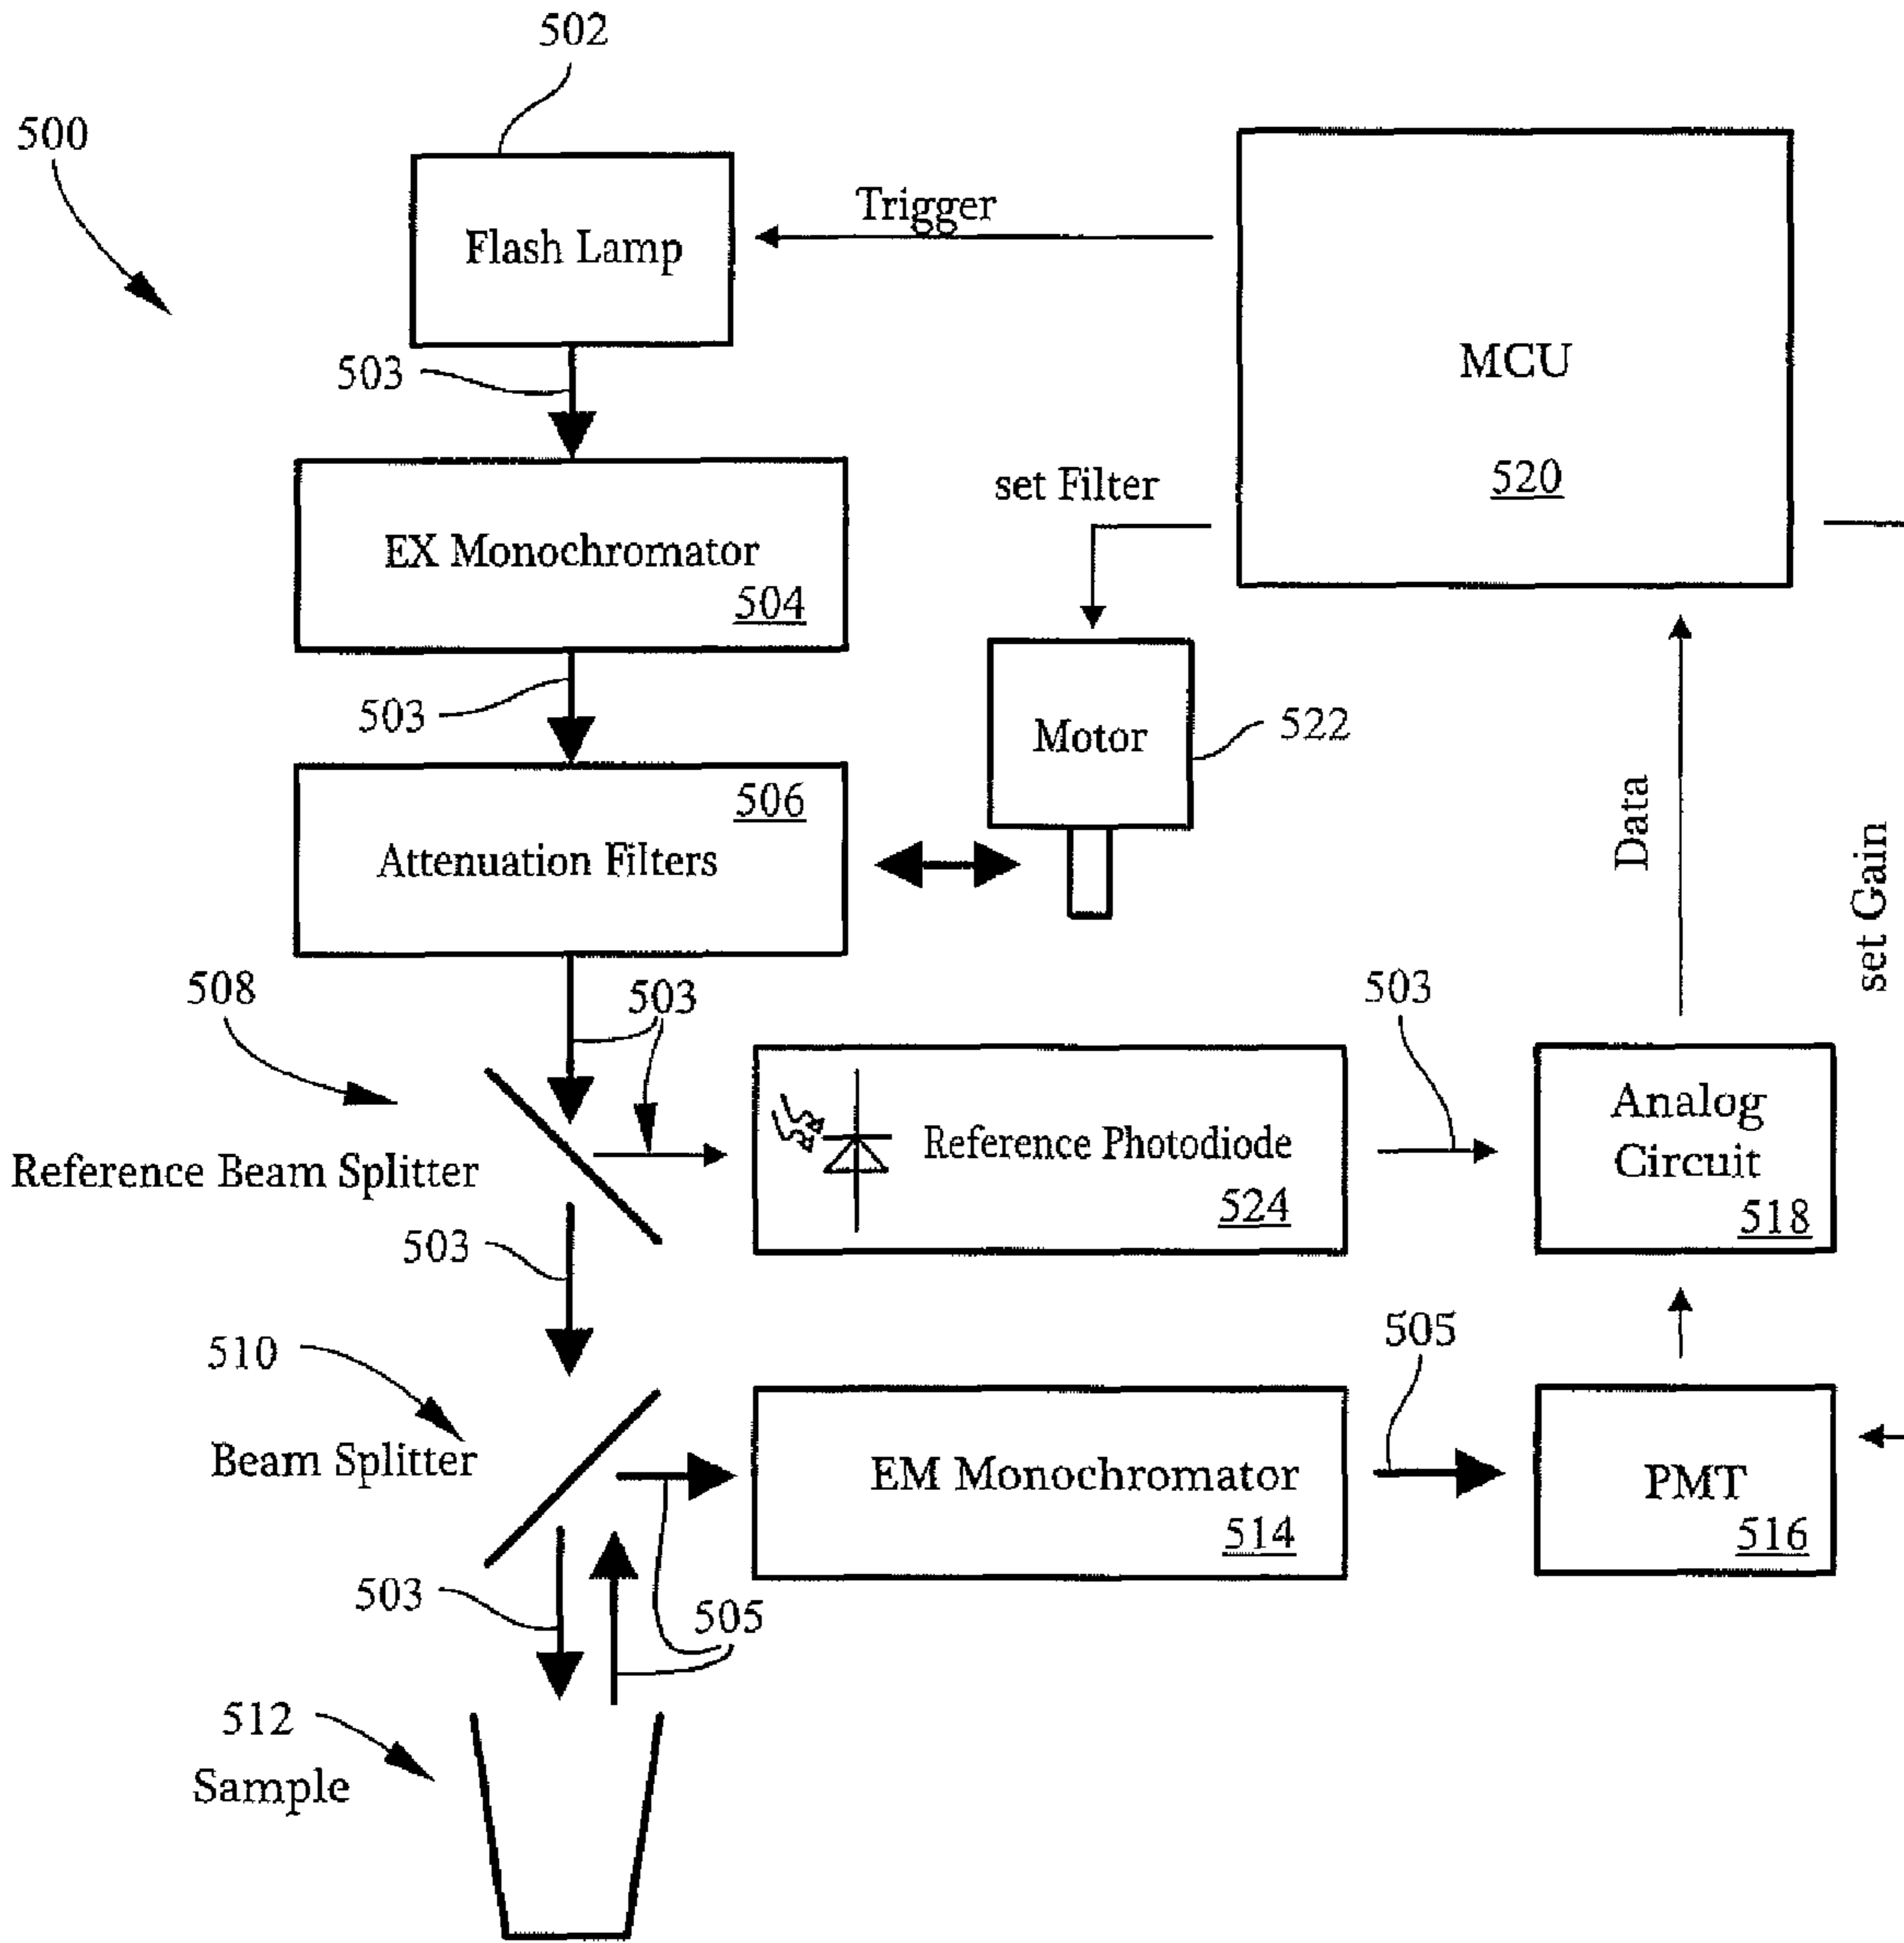 502
500
Flash Lamp
Trigger
MCU
520
503
EX Monochromator
504
set Filter
503
Motor
522
506
Attenuation Filters
Data
set Gain
508
503
503
Reference Beam Splitter
Reference Photodiode
524
Analog
Circuit
518
503
510
505
Beam Splitter
EM Monochromator
514
PMT
516
503
505
512
Sample